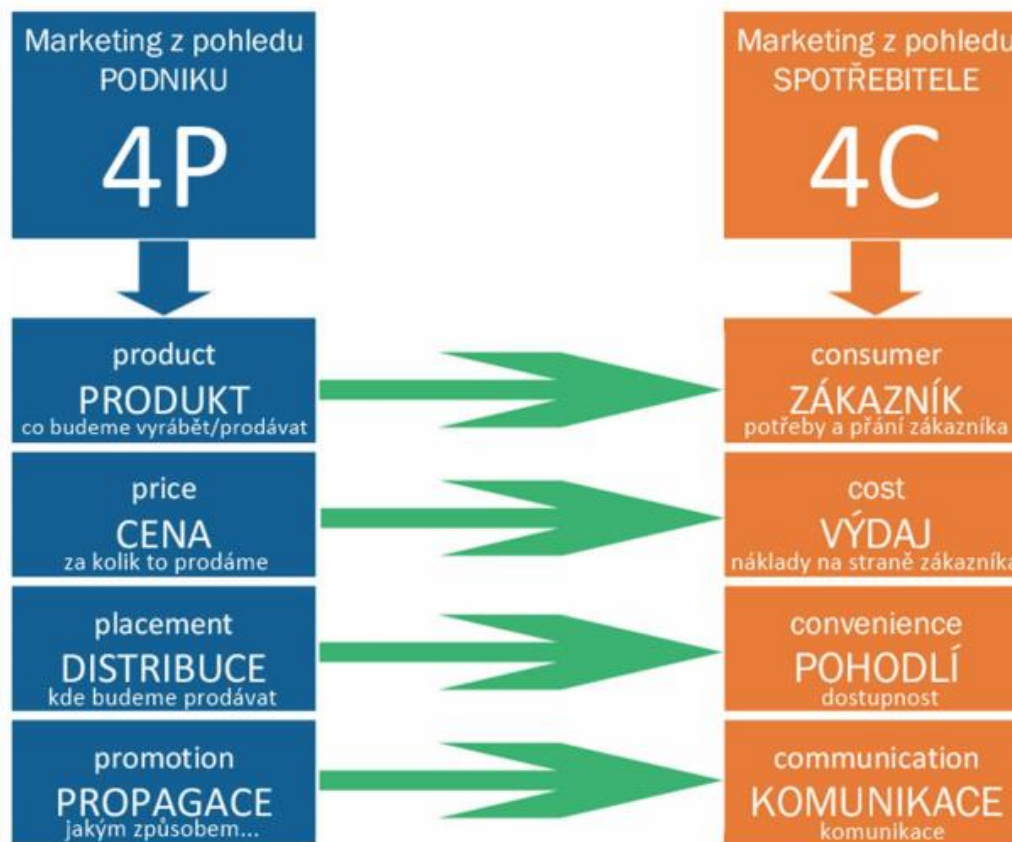 Marketing z pohledu
PODNIKU
4P
Marketing z pohledu
SPOTŘEBITELE
4C
product
PRODUKT
co budeme vyrábět/prodávat
consumer
ZÁKAZNÍK
potřeby a přání zákazníka
price
CENA
za kolik to prodáme
cost
VÝDAJ
náklady na straně zákazníka
placement
DISTRIBUCE
kde budeme prodávat
convenience
POHODLÍ
dostupnost
promotion
PROPAGACE
jakým způsobem...
communication
KOMUNIKACE
komunikace